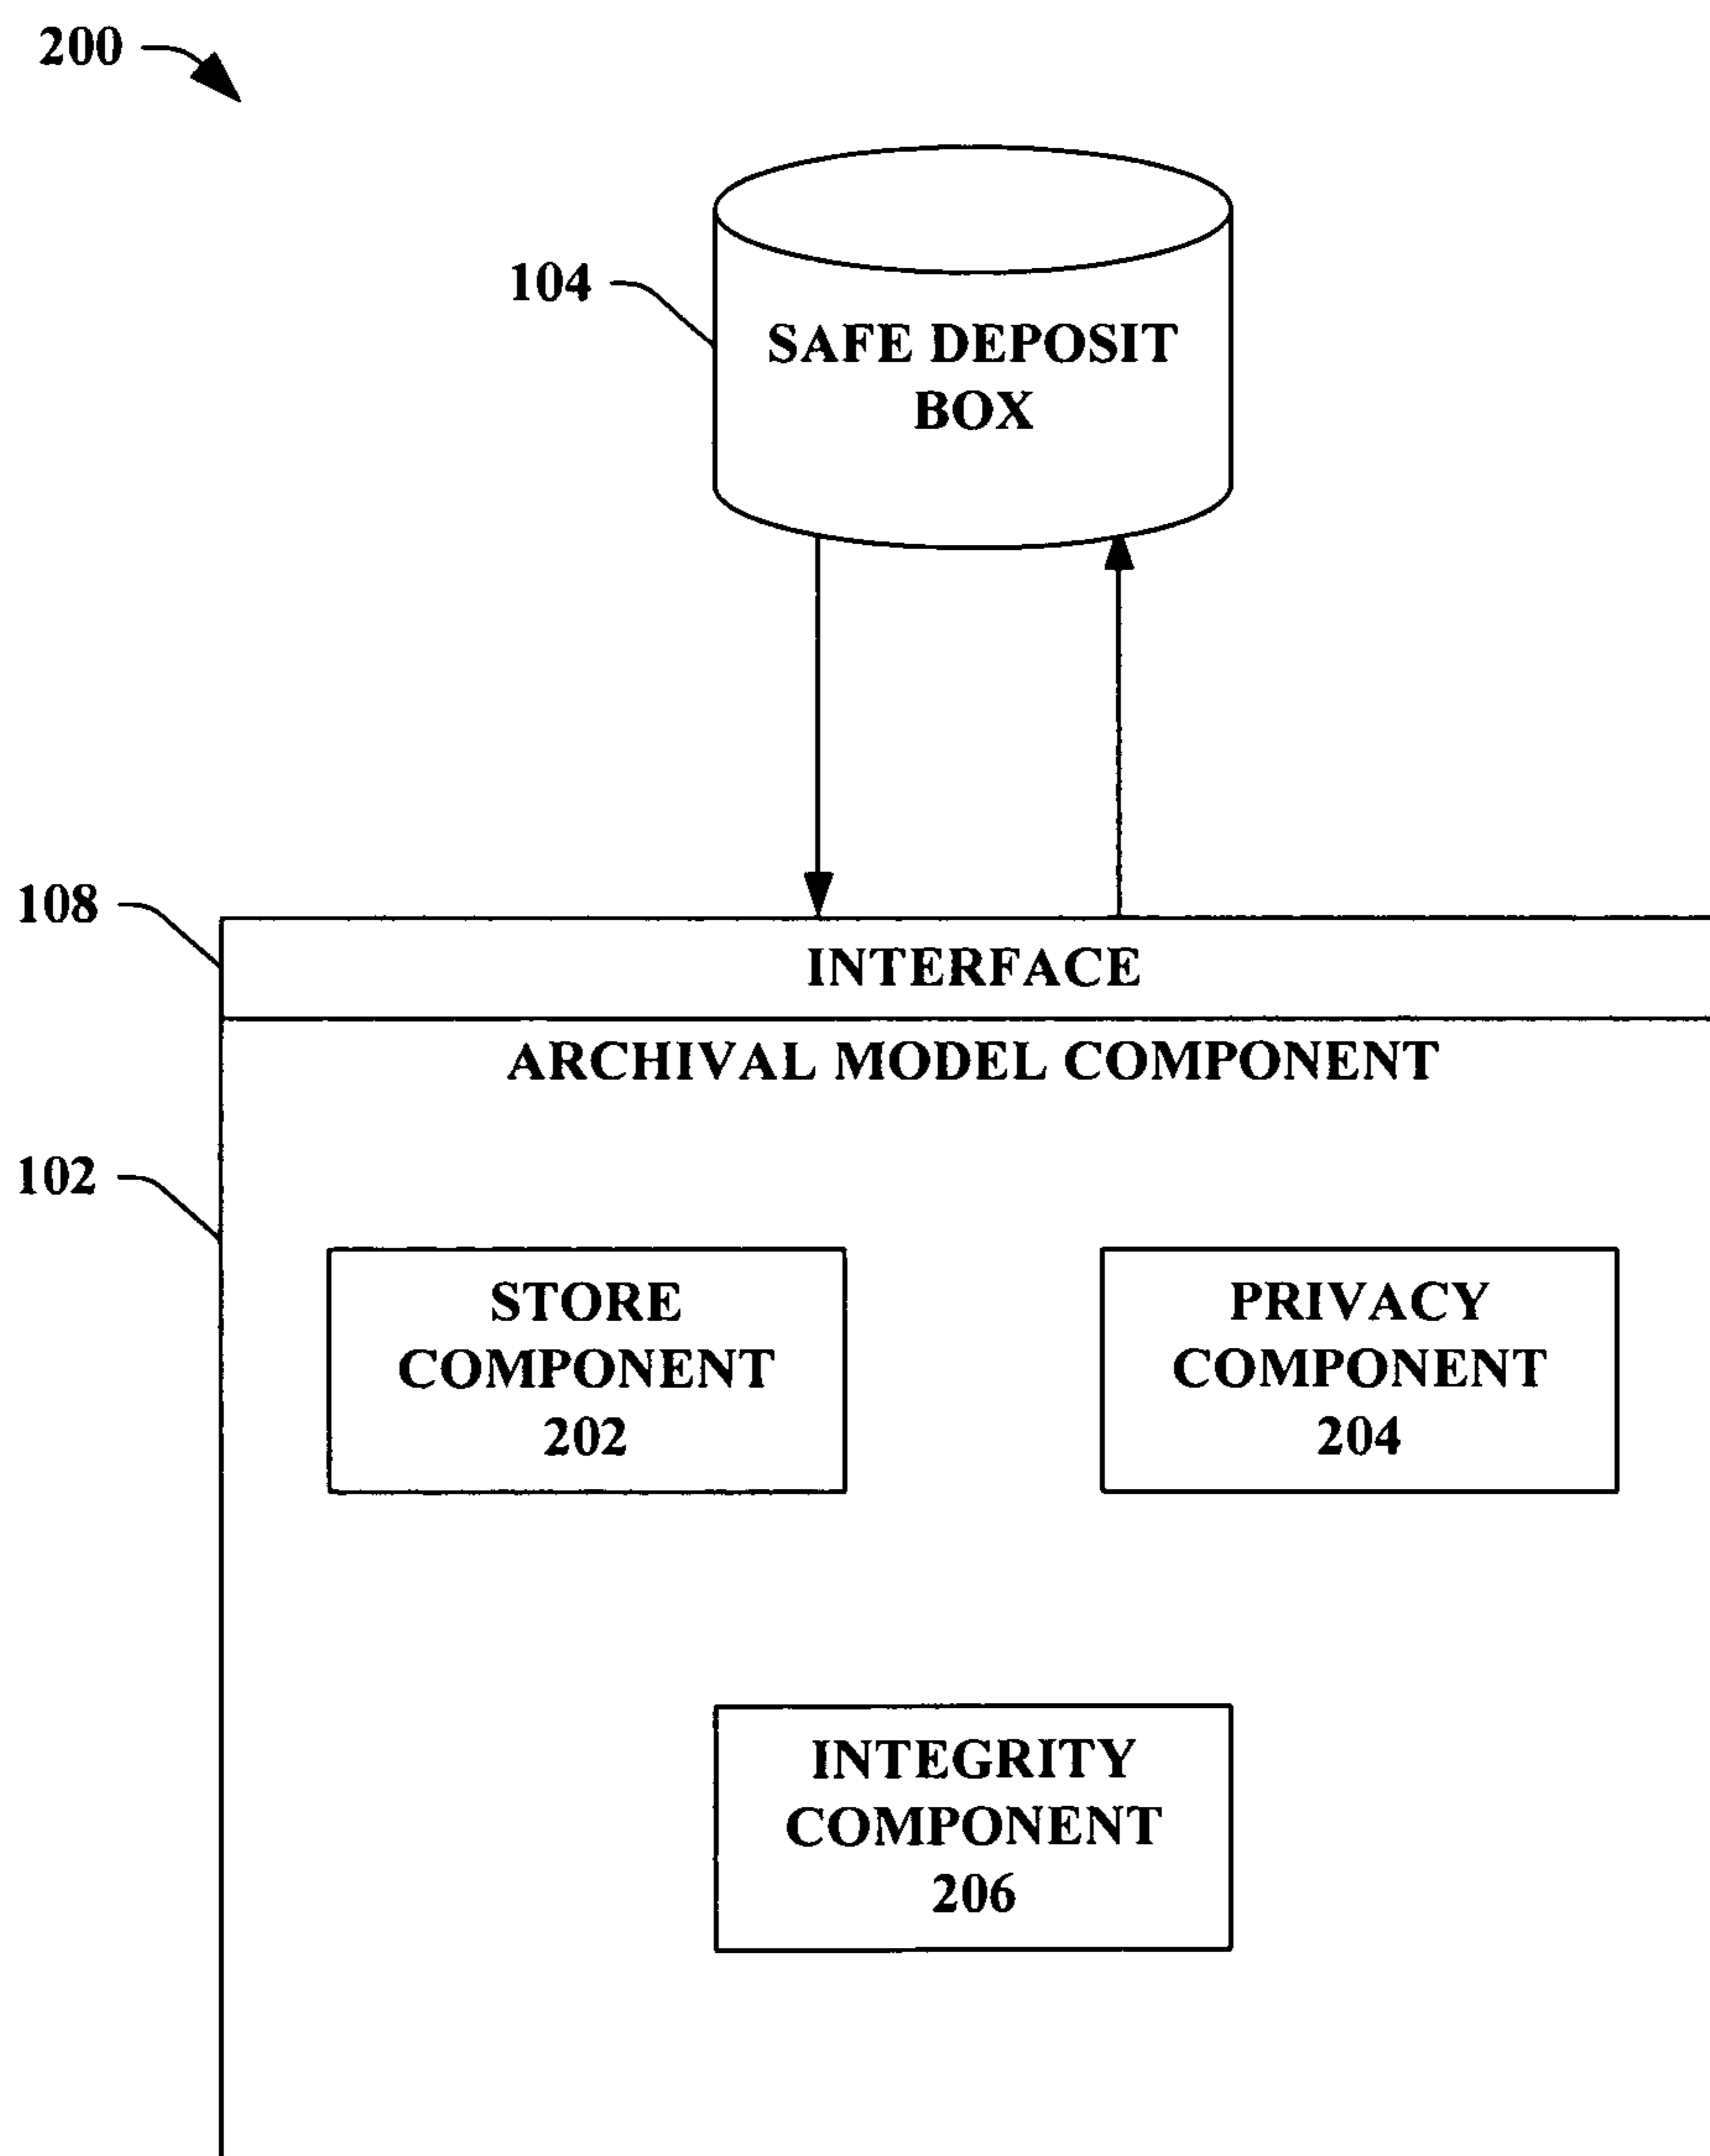 200
104
SAFE DEPOSIT
BOX
108
INTERFACE
ARCHIVAL MODEL COMPONENT
102
STORE
COMPONENT
202
PRIVACY
COMPONENT
204
INTEGRITY
COMPONENT
206